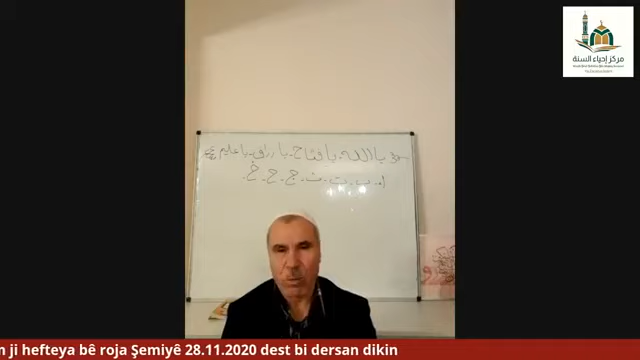 مركز إحياء السنة
يا الله. يا فتاح. يا رزاق. يا عليم
ا. ب. ت. ث. ج. ح. خ.
n ji hefteya bê roja Şemiyê 28.11.2020 dest bi dersan dikin